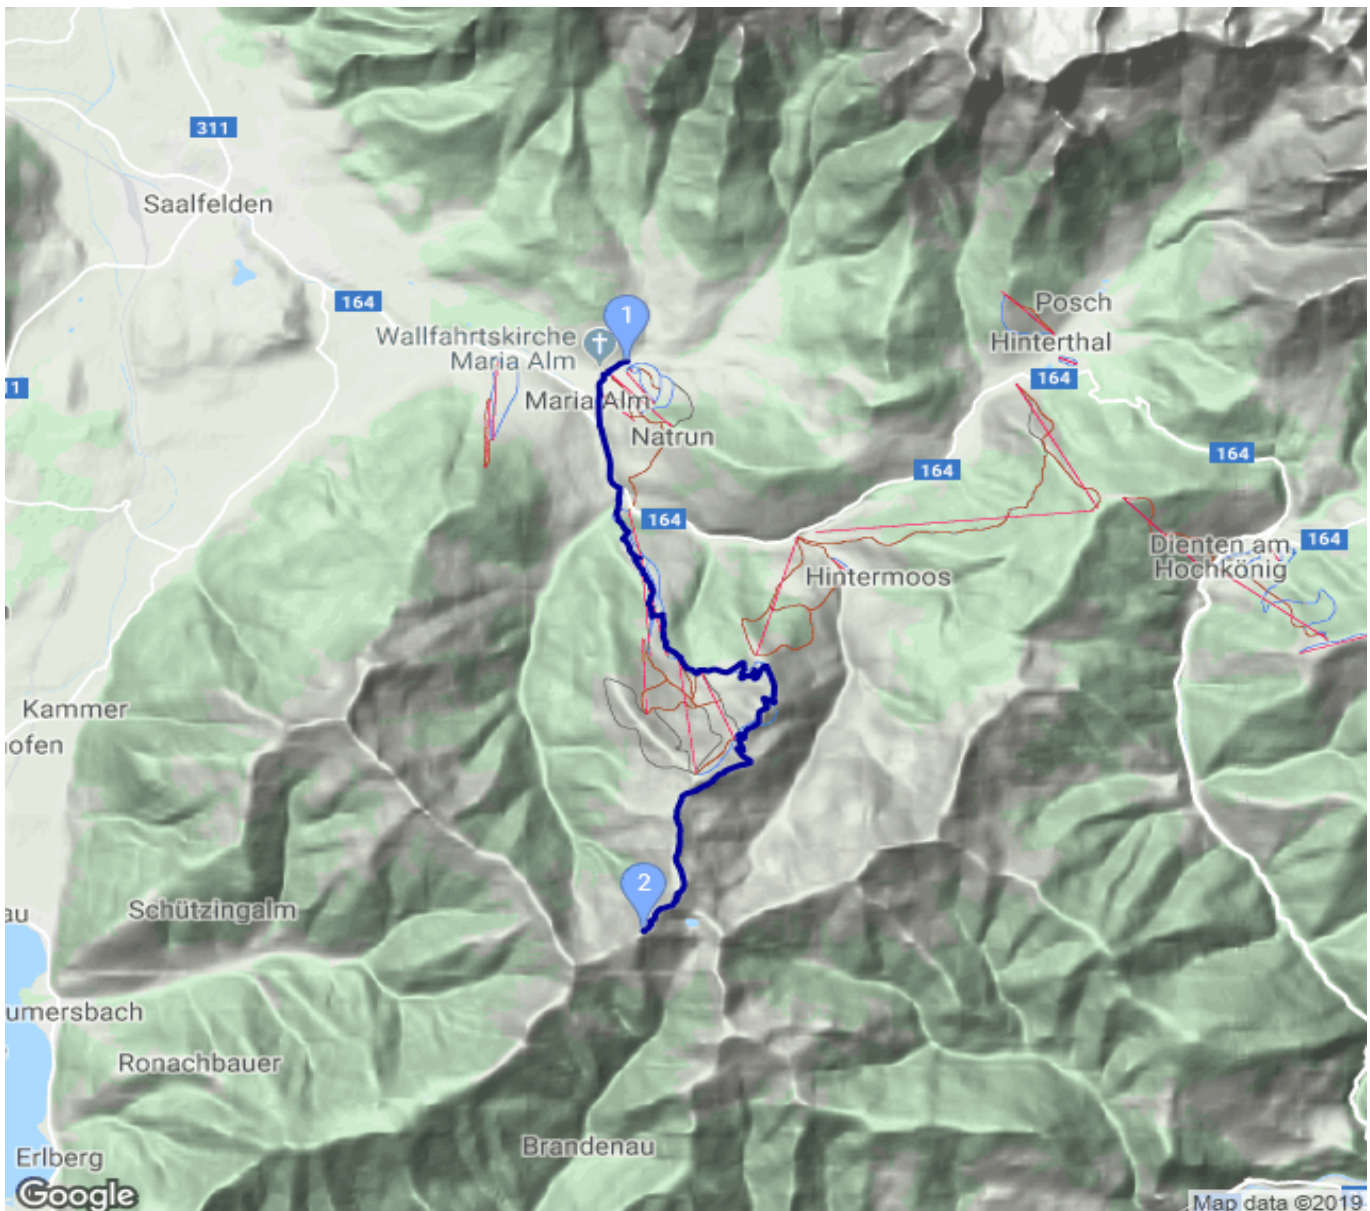 311
Saalfelden
164
1
Wallfahrtskirche
Maria Alm
Posch
Hinterthal
164
11
Maria Alm
Natrun
164
164
164
Dienten am
Hochkönig
164
Hintermoos
Kammer
ofen
2
Schützingalm
au
umersbach
Ronachbauer
Brandenau
Erlberg
Google
Map data ©2019